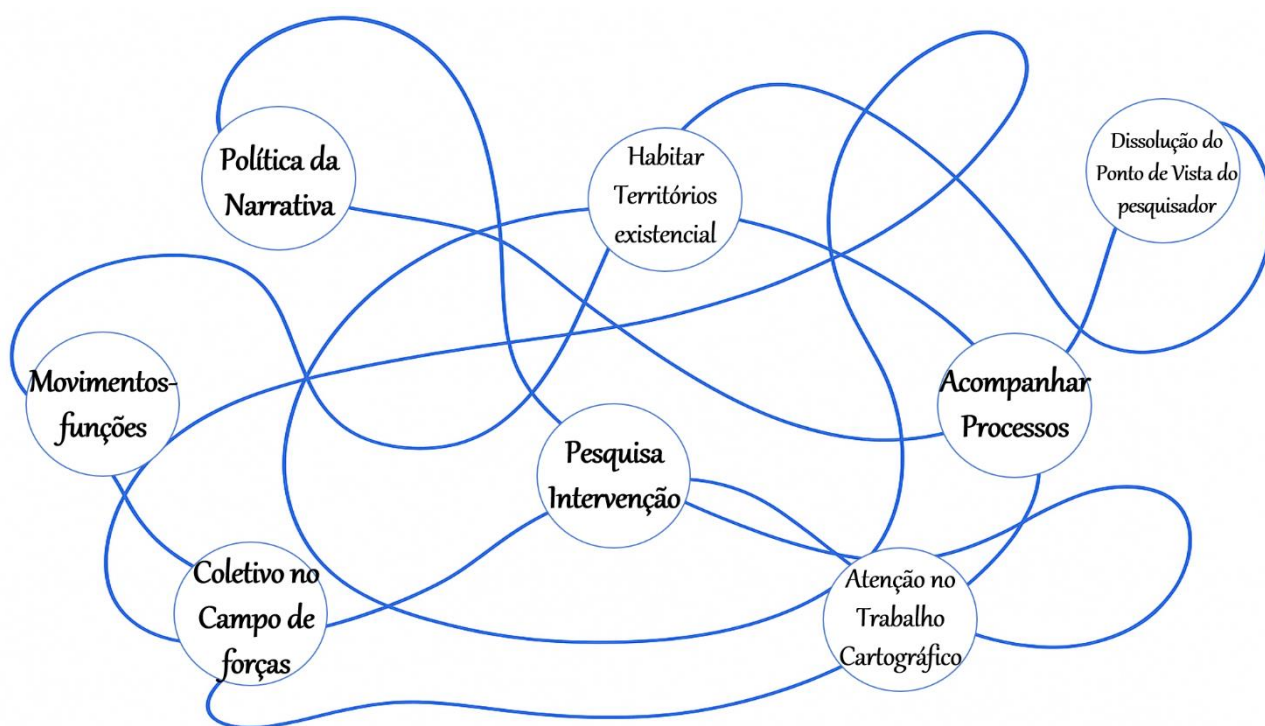 Política da
Narrativa
Habitar
Territórios
existencial
Dissolução do
Ponto de Vista do
pesquisador
Movimentos-
funções
Pesquisa
Intervenção
Acompanhar
Processos
Coletivo no
Campo de
forças
Atenção no
Trabalho
Cartográfico